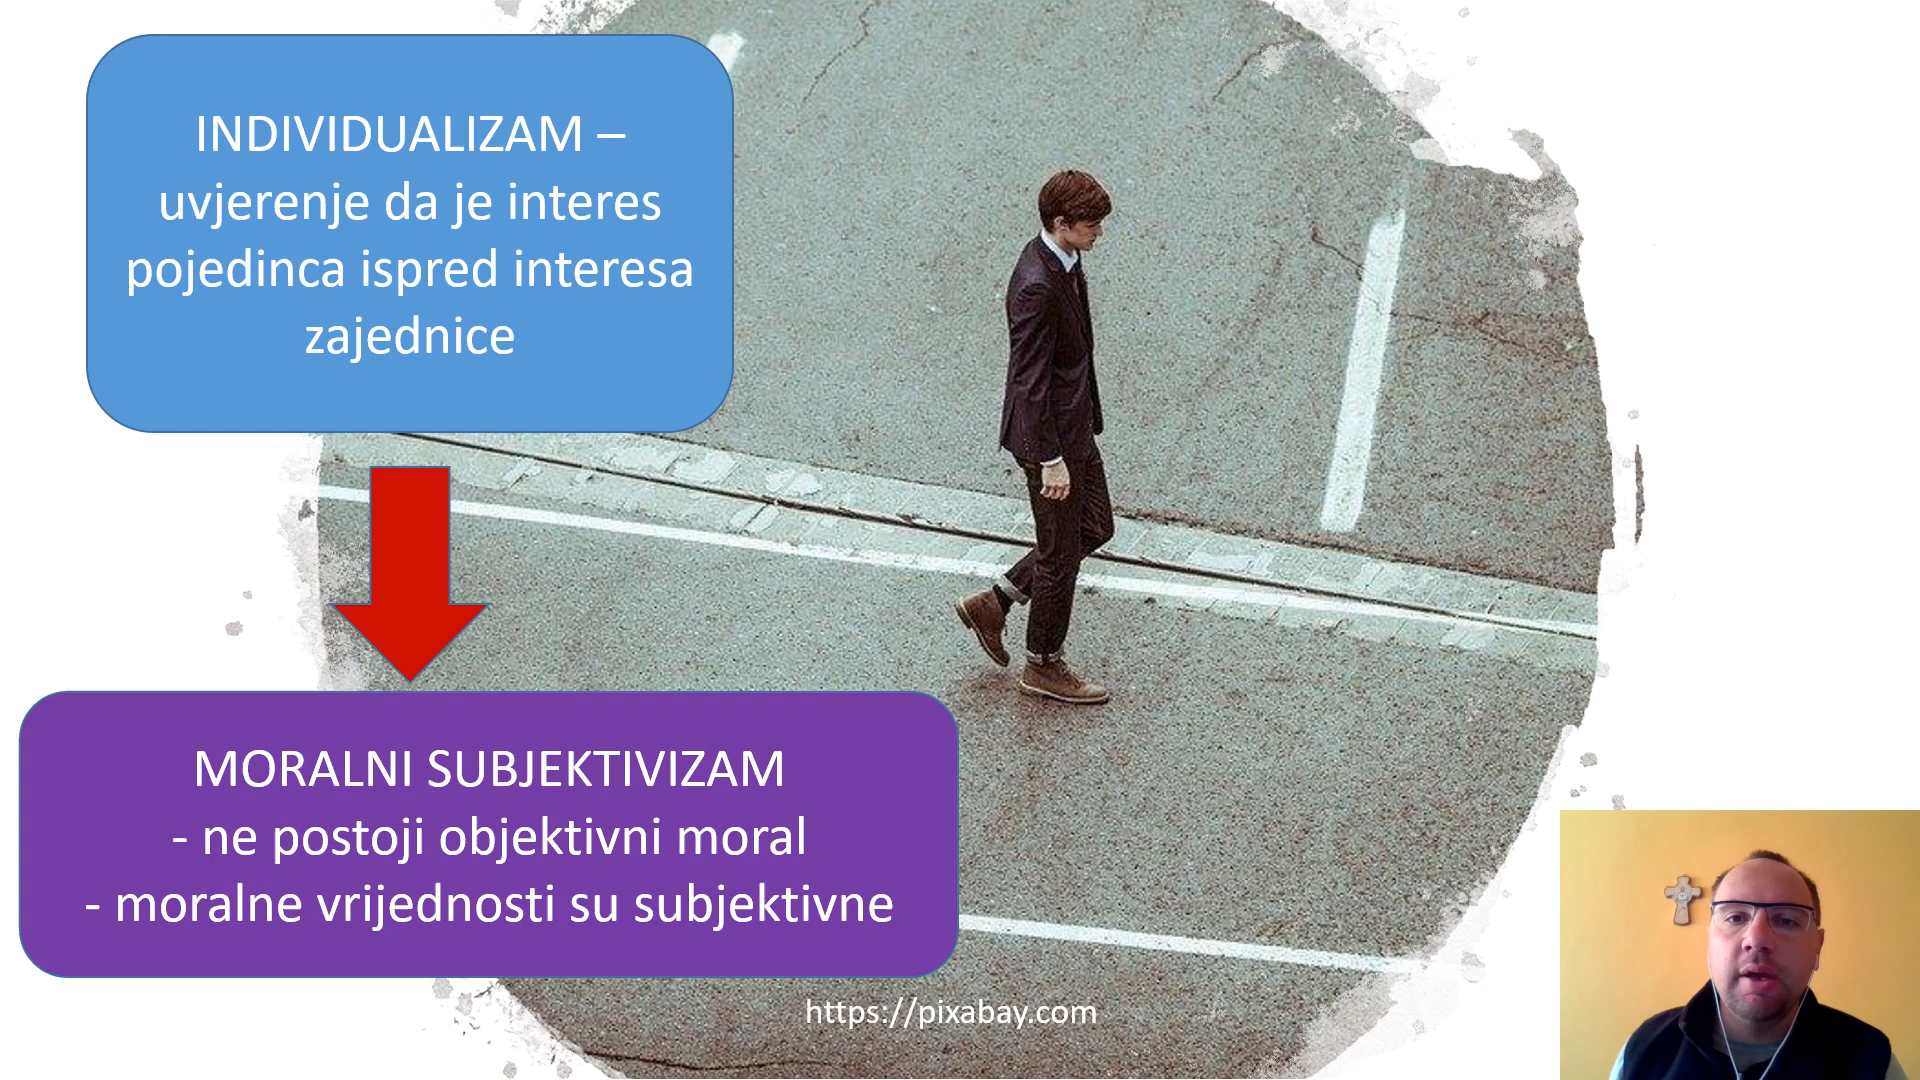 INDIVIDUALIZAM –
uvjerenje da je interes
pojedinca ispred interesa
zajednice
MORALNI SUBJEKTIVIZAM
- ne postoji objektivni moral
- moralne vrijednosti su subjektivne
https://pixabay.com